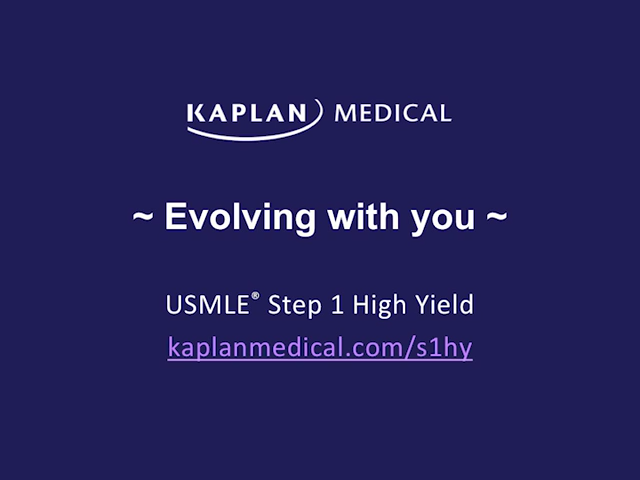 KAPLAN MEDICAL
~ Evolving with you ~
USMLE® Step 1 High Yield
kaplanmedical.com/s1hy